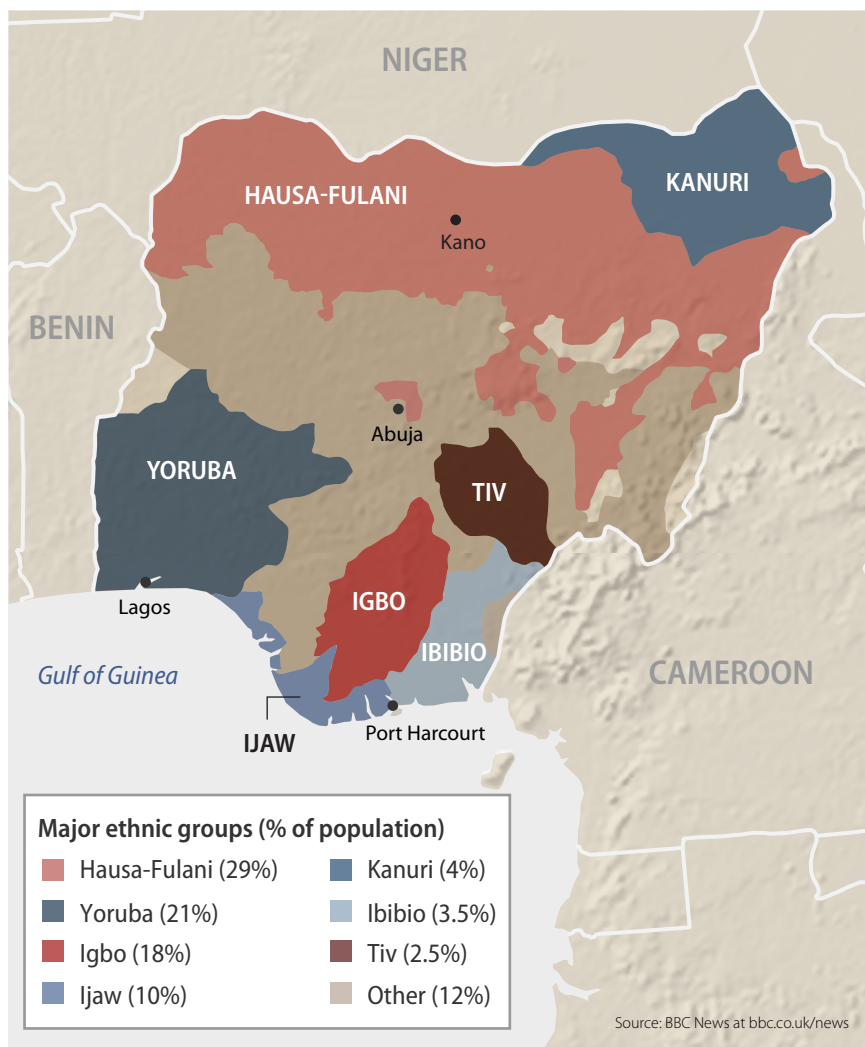 NIGER
KANURI
HAUSA-FULANI
Kano
BENIN
Abuja
YORUBA
TIV
Lagos
IGBO
IBIBIO
Gulf of Guinea
CAMEROON
IJAW
Port Harcourt
Major ethnic groups (% of population)
Hausa-Fulani (29%)
Yoruba (21%)
Igbo (18%)
Ijaw (10%)
Kanuri (4%)
Ibibio (3.5%)
Tiv (2.5%)
Other (12%)
Source: BBC News at bbc.co.uk/news